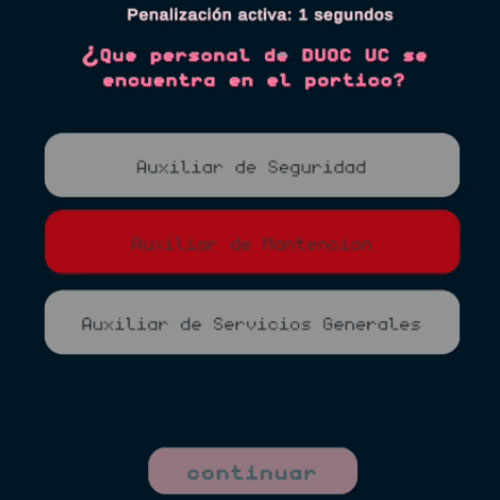 Penalización activa: 1 segundos
¿Que personal de DUOC UC se
encuentra en el portico?
Auxiliar de Seguridad
Auxiliar de Mantencion
Auxiliar de Servicios Generales
continuar